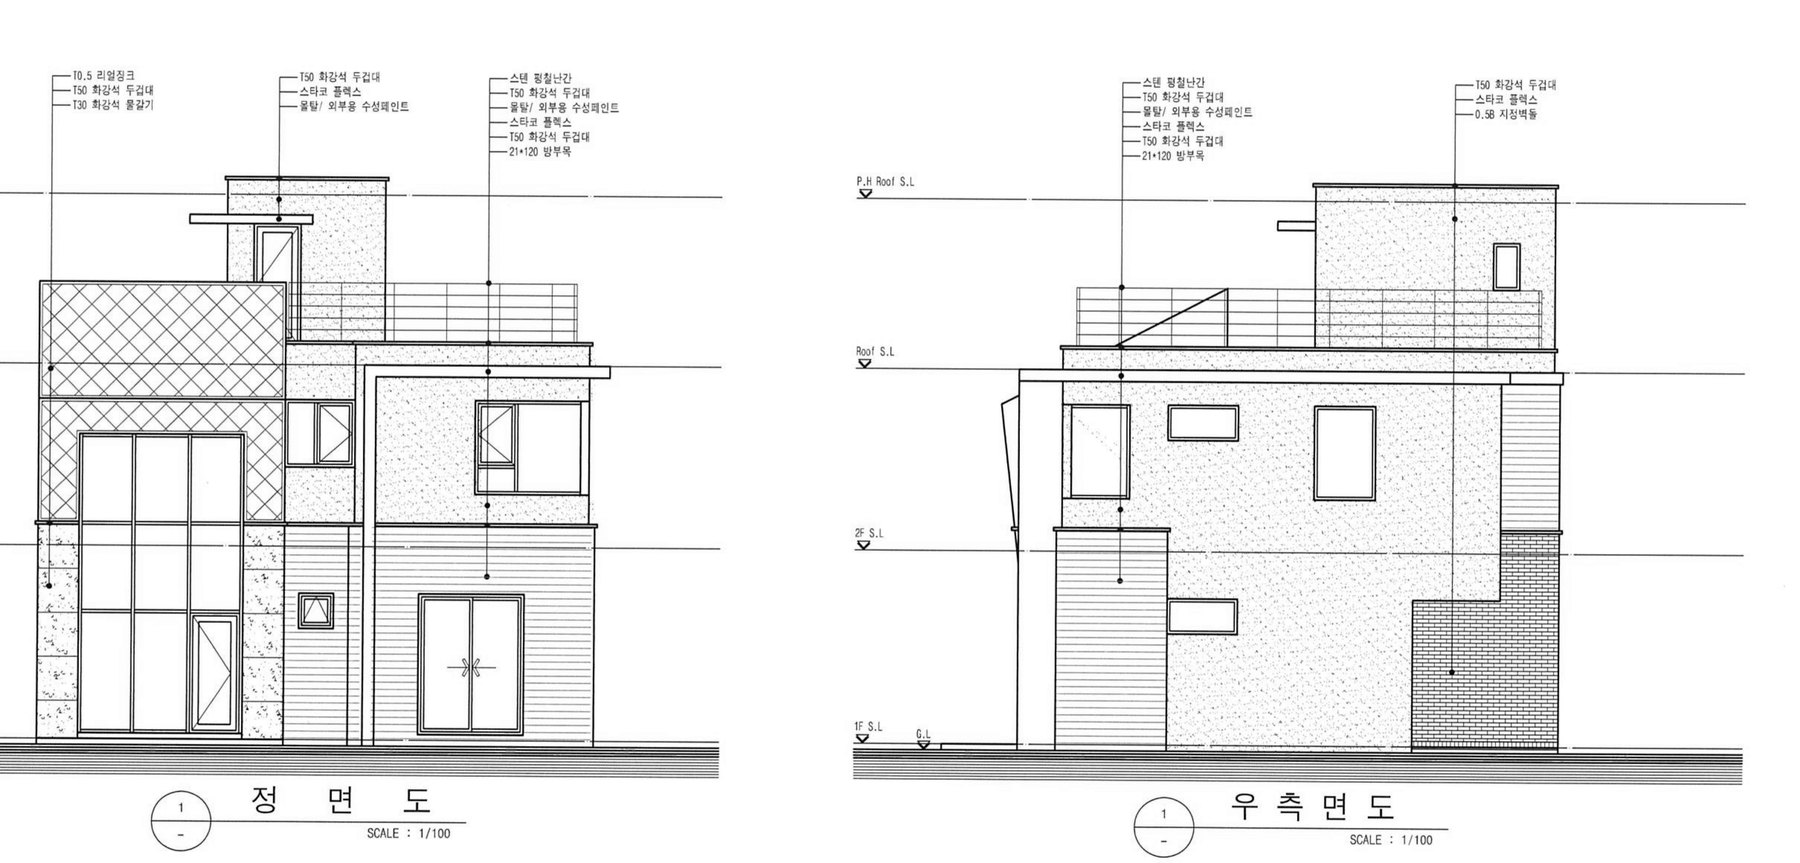 T0.5 리얼징크
T50 화강석 두겁대
T30 화강석 물갈기
T50 화강석 두겁대
스타코 플렉스
몰탈/ 외부용 수성페인트
스텐 평철난간
T50 화강석 두겁대
몰탈/ 외부용 수성페인트
스타코 플렉스
T50 화강석 두겁대
21*120 방부목
정 면 도
1
-
SCALE : 1/100
스텐 평철난간
T50 화강석 두겁대
몰탈/ 외부용 수성페인트
스타코 플렉스
T50 화강석 두겁대
21*120 방부목
T50 화강석 두겁대
스타코 플렉스
0.5B 지정벽돌
P.H Roof S.L
Roof S.L
2F S.L
1F S.L
G.L
우 측 면 도
1
-
SCALE : 1/100